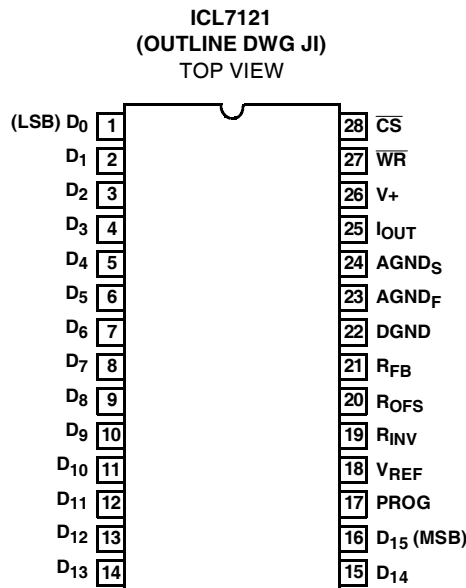 ICL7121
(OUTLINE DWG JI)
TOP VIEW
(LSB) D0 1 28 C̅S̅
D1 2 27 W̅R̅
D2 3 26 V+
D3 4 25 IOUT
D4 5 24 AGNDS
D5 6 23 AGNDF
D6 7 22 DGND
D7 8 21 RFB
D8 9 20 ROFS
D9 10 19 RINV
D10 11 18 VREF
D11 12 17 PROG
D12 13 16 D15 (MSB)
D13 14 15 D14